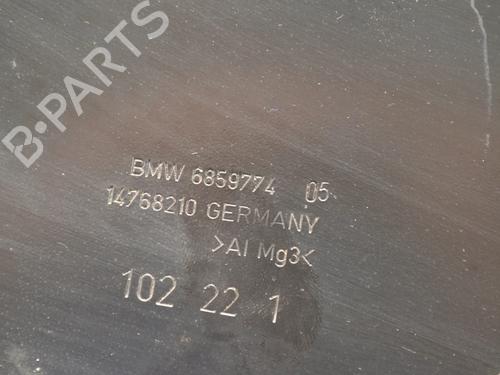 B-PARTS
BMW 6859774 05
14768210 GERMANY
>Al Mg3<
102 22 1